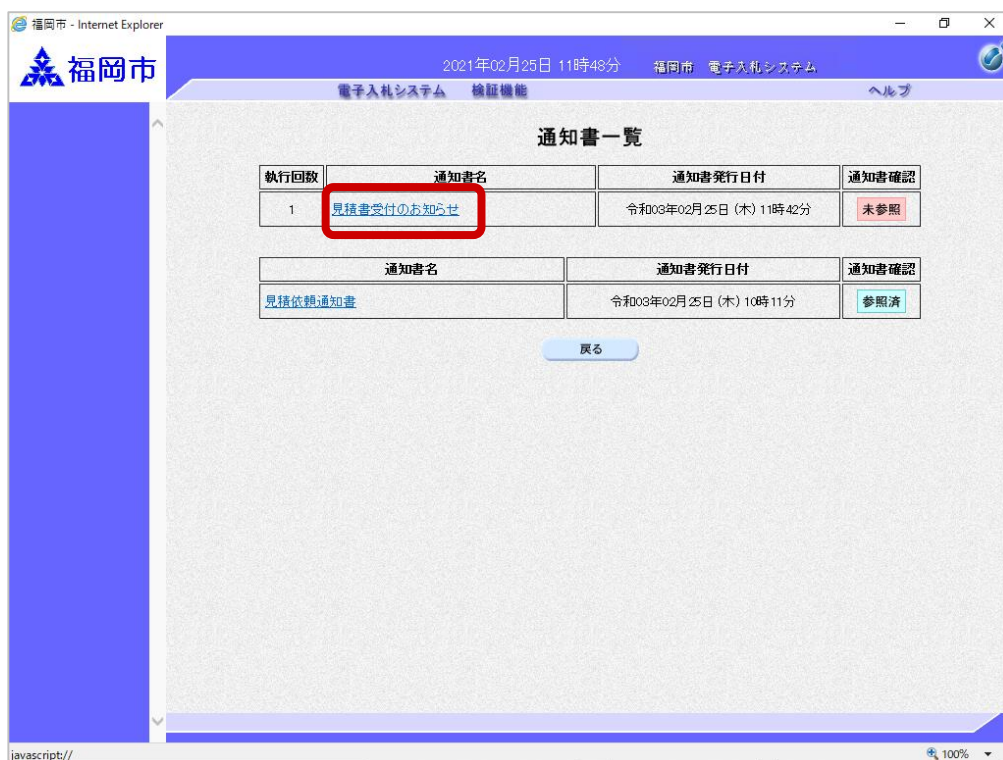 福岡市 - Internet Explorer
福岡市
2021年02月25日 11時48分 福岡市 電子入札システム
電子入札システム 検証機能 ヘルプ
通知書一覧
執行回数 通知書名 通知書発行日付 通知書確認
1 見積書受付のお知らせ 令和03年02月25日(木)11時42分 未参照
通知書名 通知書発行日付 通知書確認
見積依頼通知書 令和03年02月25日(木)10時11分 参照済
戻る
javascript:// 100%